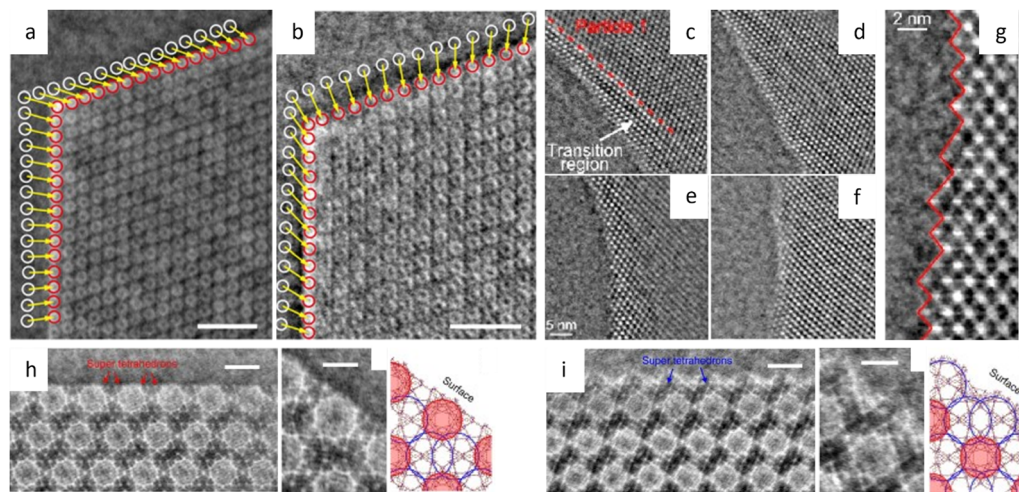 a
b
Particle 1
c
Transition
region
d
2 nm
g
e
5 nm
f
h
Super tetrahedrons
Surface
i
Super tetrahedrons
Surface